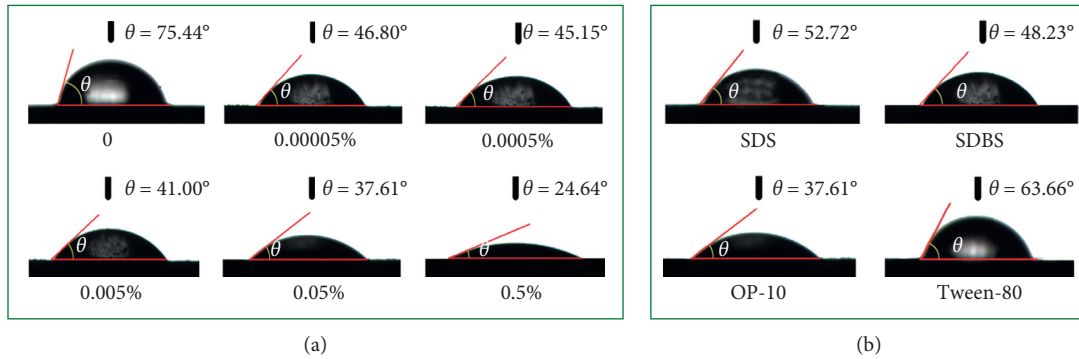 θ = 75.44° θ = 46.80° θ = 45.15°
θ θ θ
0 0.00005% 0.0005%
θ = 41.00° θ = 37.61° θ = 24.64°
θ θ θ
0.005% 0.05% 0.5%
(a)
θ = 52.72° θ = 48.23°
θ θ
SDS SDBS
θ = 37.61° θ = 63.66°
θ θ
OP-10 Tween-80
(b)